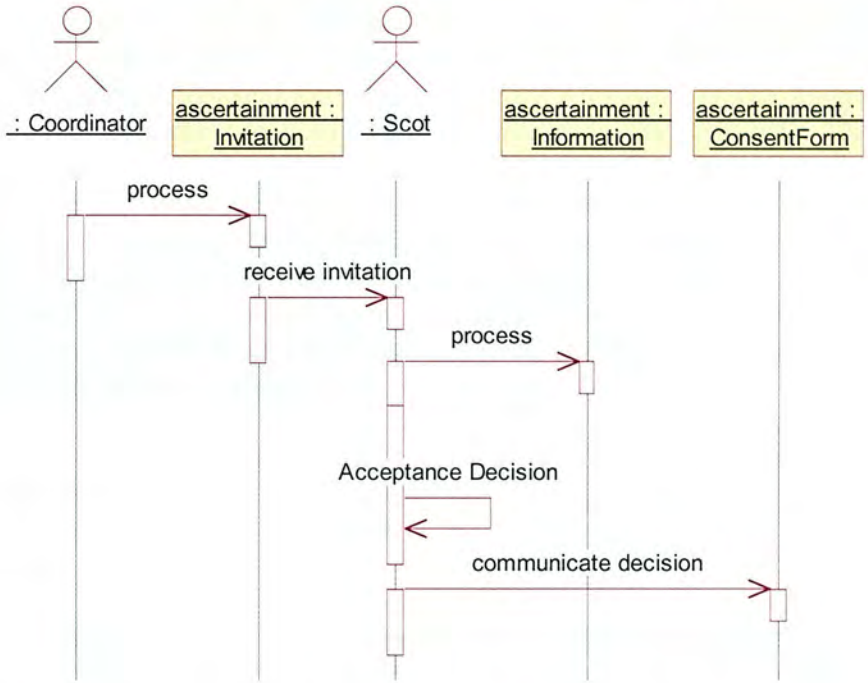 : Coordinator
ascertainment :
Invitation
: Scot
ascertainment :
Information
ascertainment :
ConsentForm
process
receive invitation
process
Acceptance Decision
communicate decision